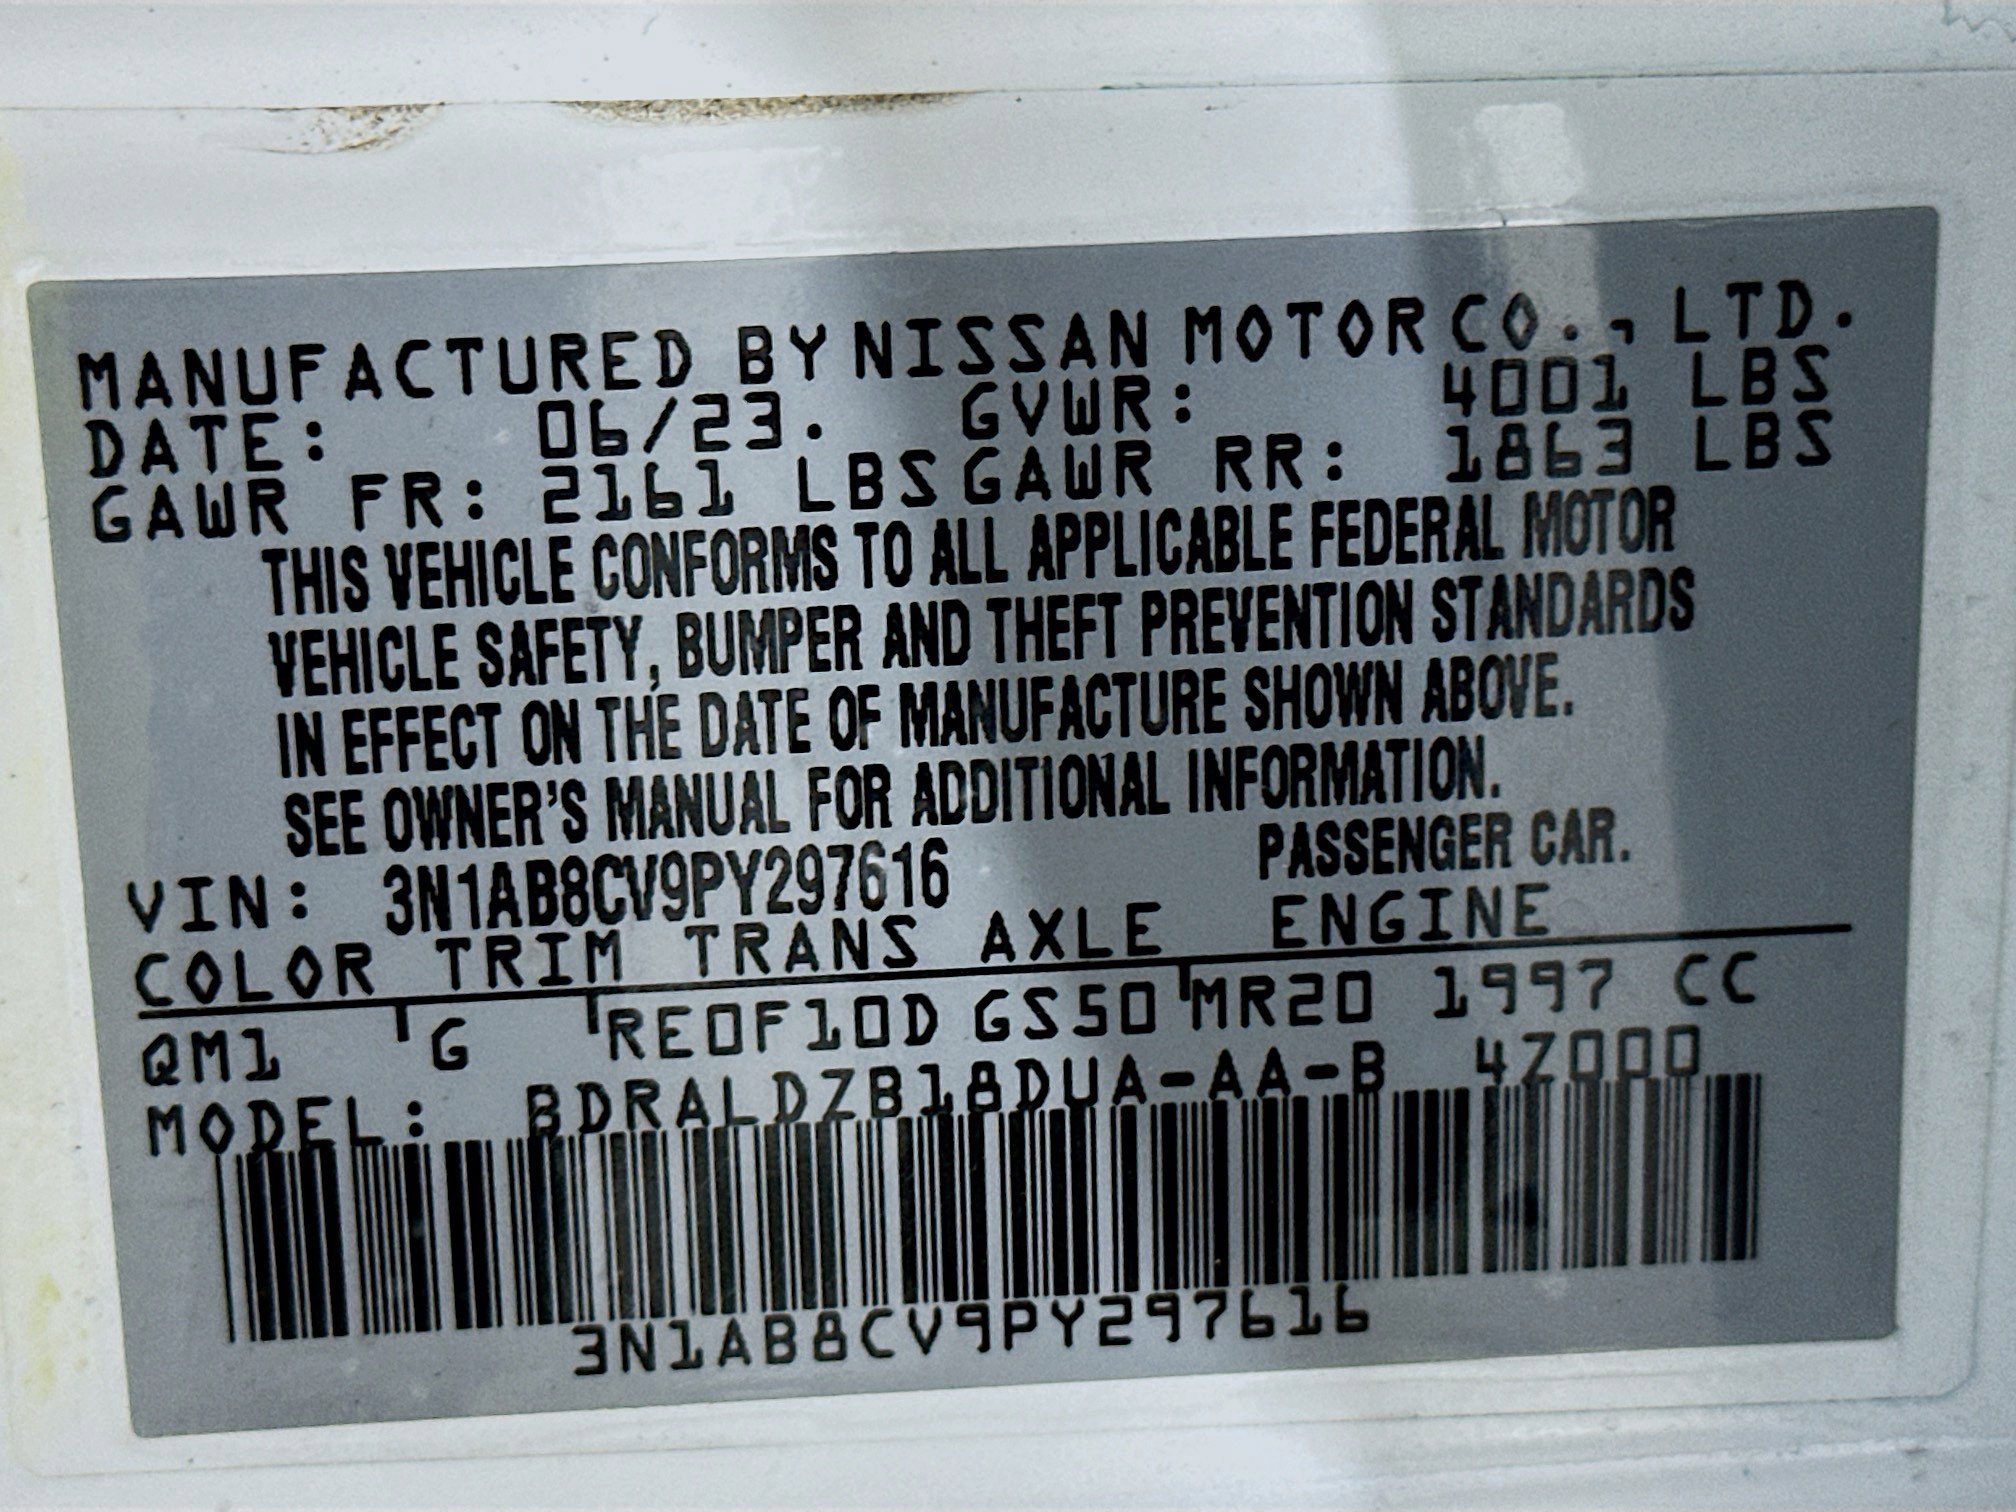 MANUFACTURED BY NISSAN MOTOR CO., LTD.
DATE: 06/23. GVWR: 4001 LBS
GAWR FR: 2161 LBS GAWR RR: 1863 LBS
THIS VEHICLE CONFORMS TO ALL APPLICABLE FEDERAL MOTOR
VEHICLE SAFETY, BUMPER AND THEFT PREVENTION STANDARDS
IN EFFECT ON THE DATE OF MANUFACTURE SHOWN ABOVE.
SEE OWNER'S MANUAL FOR ADDITIONAL INFORMATION.
VIN: 3N1AB8CV9PY297616 PASSENGER CAR.
COLOR TRIM TRANS AXLE ENGINE
QM1 G RE0F10D GS50 MR20 1997 CC
MODEL: BDRALDZB18DUA-AA-B 4Z000
3N1AB8CV9PY297616